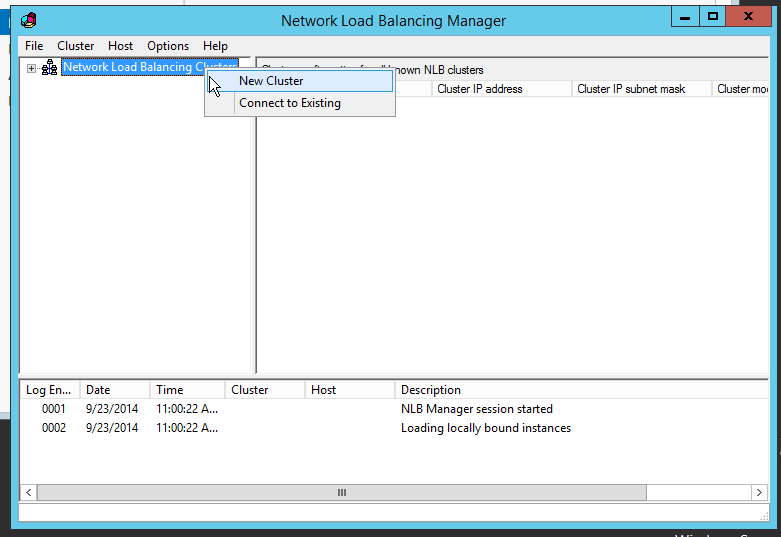 Network Load Balancing Manager
File Cluster Host Options Help
Network Load Balancing Clusters
known NLB clusters
New Cluster
Connect to Existing
Cluster IP address Cluster IP subnet mask Cluster mo
Log En... Date Time Cluster Host Description
0001 9/23/2014 11:00:22 A... NLB Manager session started
0002 9/23/2014 11:00:22 A... Loading locally bound instances